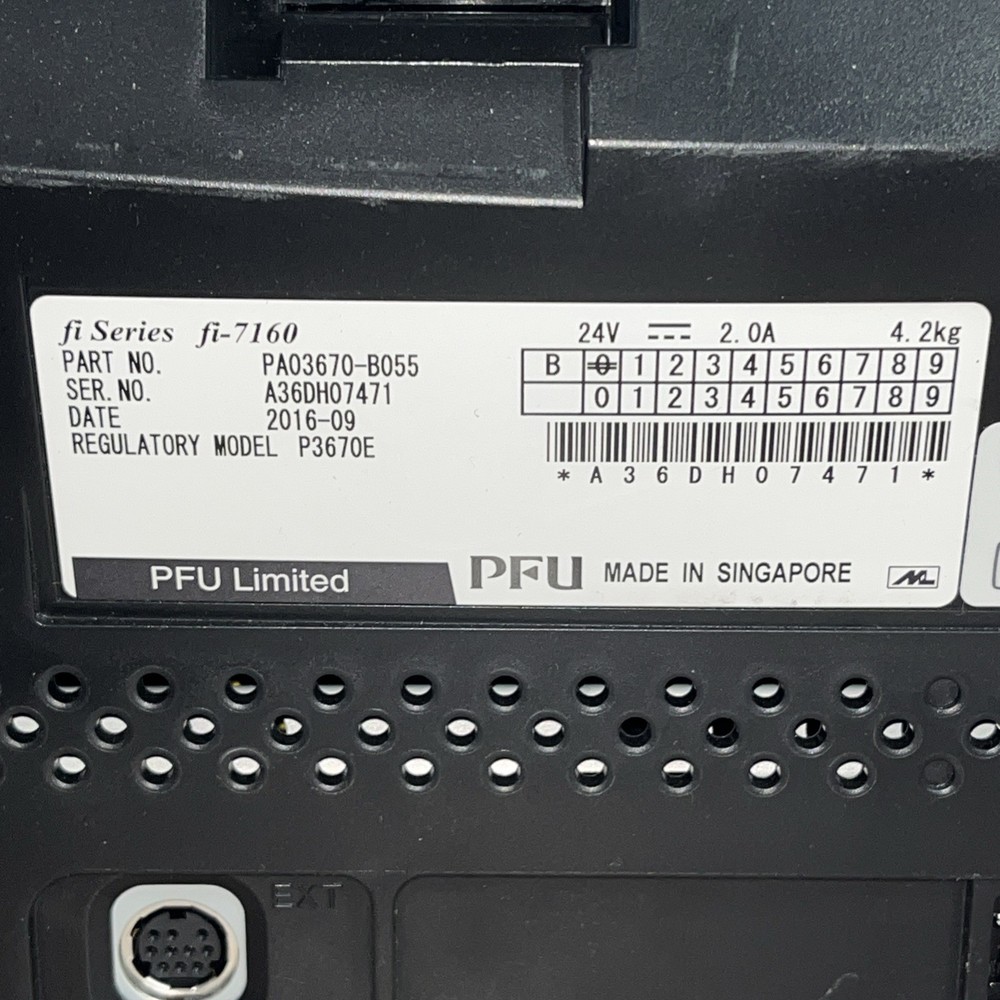 fi Series fi-7160
24V 2.0A 4.2kg
PART NO. PA03670-B055
SER. NO. A36DH07471
DATE 2016-09
REGULATORY MODEL P3670E
B 0 1 2 3 4 5 6 7 8 9
0 1 2 3 4 5 6 7 8 9
*A36DH07471*
PFU Limited
PFU MADE IN SINGAPORE
EXT